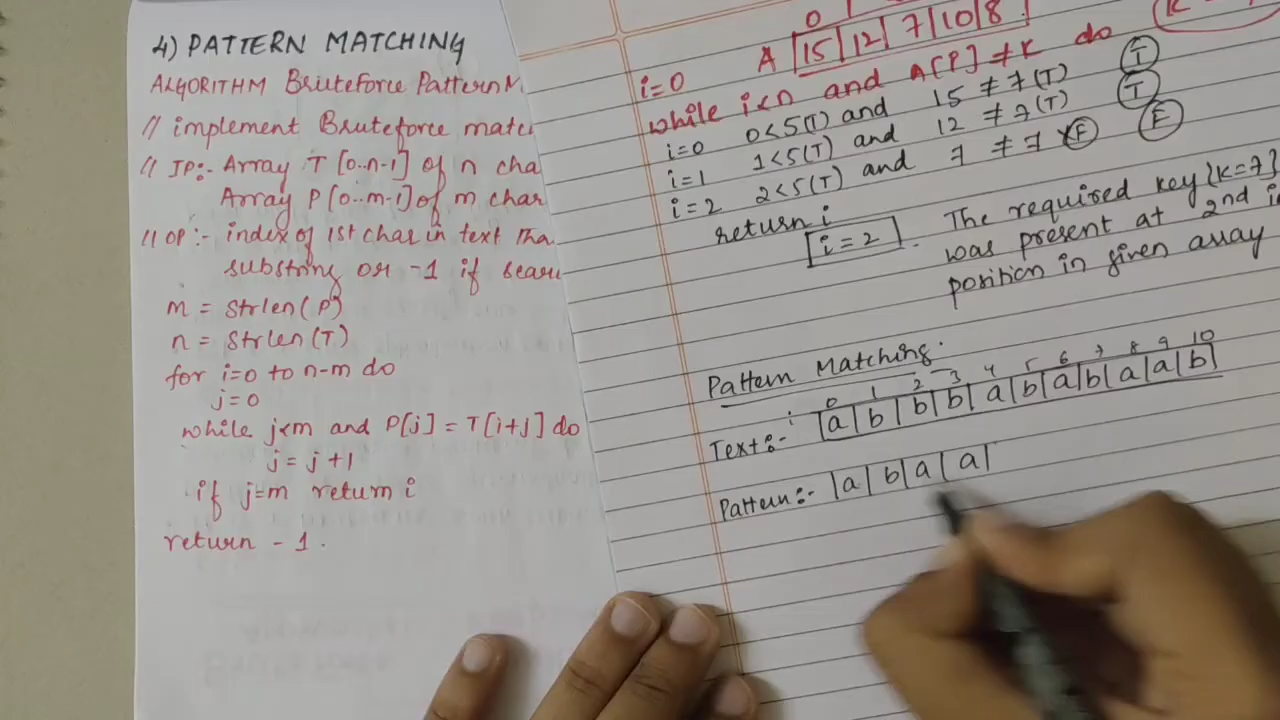 4) PATTERN MATCHING
ALGORITHM Bruteforce Pattern M
// implement Bruteforce matc
// IP:- Array T [0..n-1] of n cha
Array P [0..m-1] of m char
// OP :- index of 1st char in text tha
substring or -1 if sear
m = Strlen(P)
n = Strlen(T)
for i=0 to n-m do
j=0
while j<m and P[j] = T[i+j] do
j = j+1
if j=m return i
return -1.
0
A |15|12|7|10|8
i=0
while i<n and A[P] ≠ K do
i=0 0<5(T) and 15 ≠ 7(T) T
i=1 1<5(T) and 12 ≠ 7(T) T
i=2 2<5(T) and 7 ≠ 7 F F
return i
[i=2]. The required key (K=7)
was present at 2nd i
position in given array
Pattern Matching.
i 0 1 2 3 4 5 6 7 8 9 10
Text:- |a|b|b|b|a|b|a|b|a|a|b|
Pattern:- |a|b|a|a|